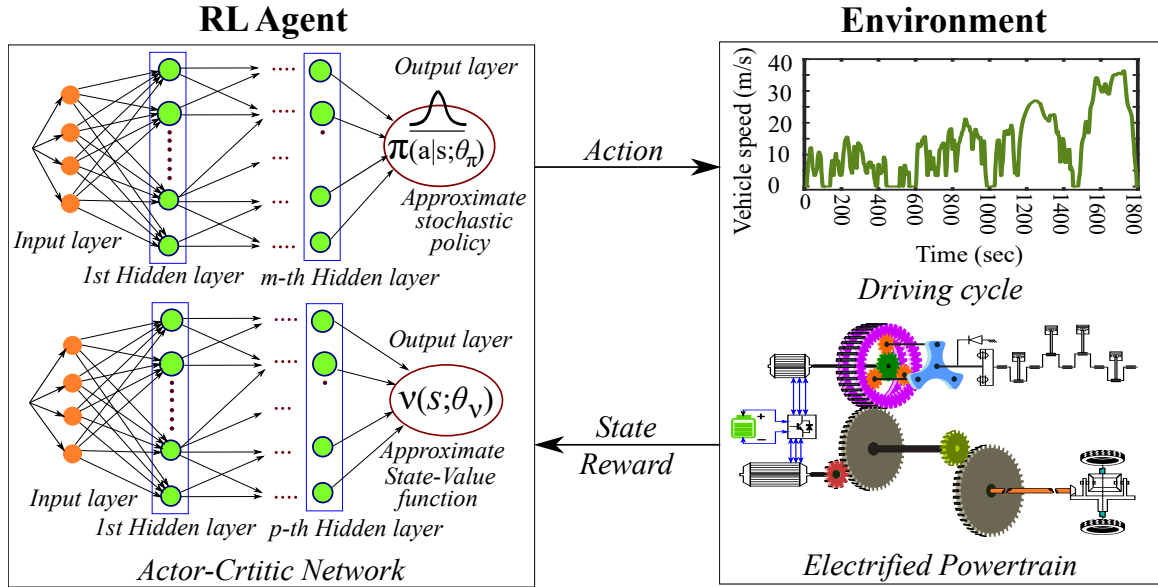 RL Agent
Input layer
1st Hidden layer
m-th Hidden layer
Output layer
π(a|s;θπ)
Approximate
stochastic
policy
Input layer
1st Hidden layer
p-th Hidden layer
Output layer
ν(s;θν)
Approximate
State-Value
function
Actor-Crtitic Network
Action
State
Reward
Environment
Vehicle speed (m/s)
40
30
20
10
0
0 200 400 600 800 1000 1200 1400 1600 1800
Time (sec)
Driving cycle
+
−
Electrified Powertrain